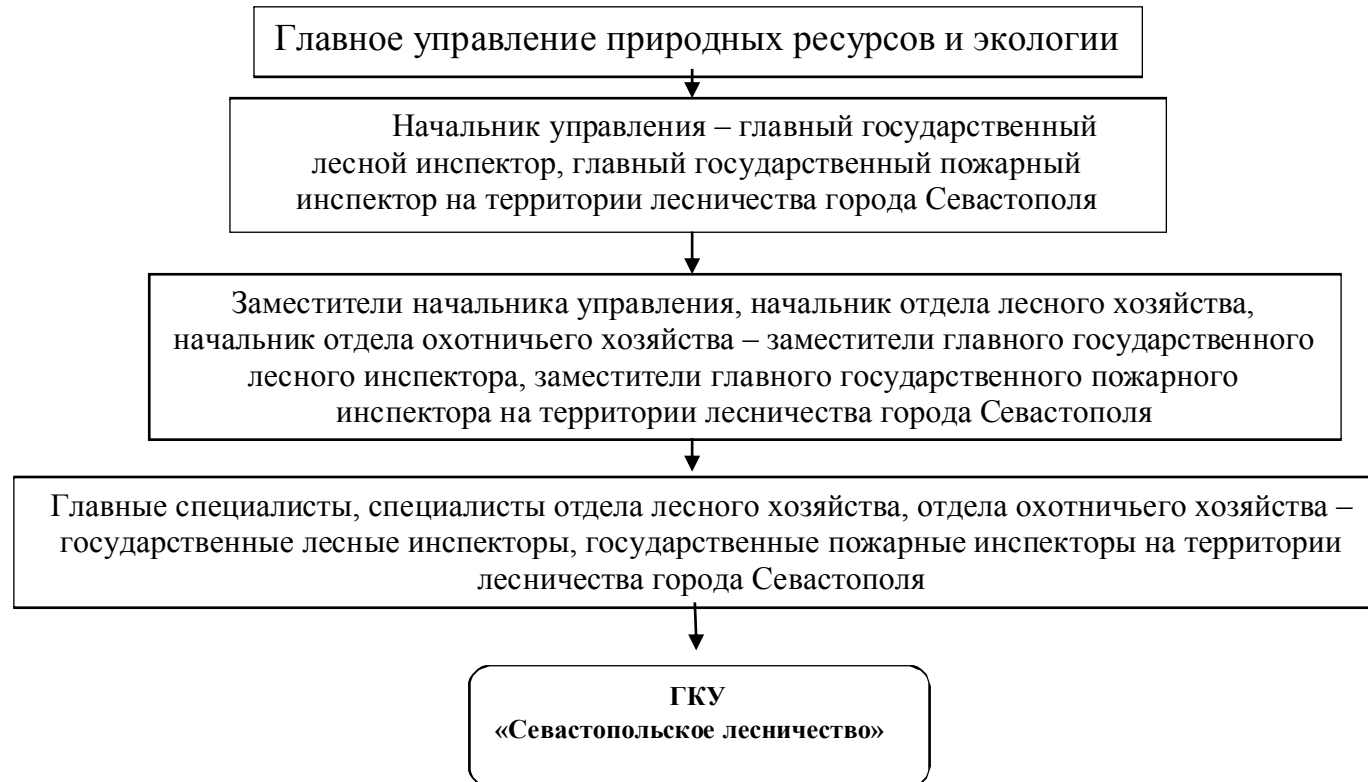 Главное управление природных ресурсов и экологии
Начальник управления – главный государственный
лесной инспектор, главный государственный пожарный
инспектор на территории лесничества города Севастополя
Заместители начальника управления, начальник отдела лесного хозяйства,
начальник отдела охотничьего хозяйства – заместители главного государственного
лесного инспектора, заместители главного государственного пожарного
инспектора на территории лесничества города Севастополя
Главные специалисты, специалисты отдела лесного хозяйства, отдела охотничьего хозяйства –
государственные лесные инспекторы, государственные пожарные инспекторы на территории
лесничества города Севастополя
ГКУ
«Севастопольское лесничество»